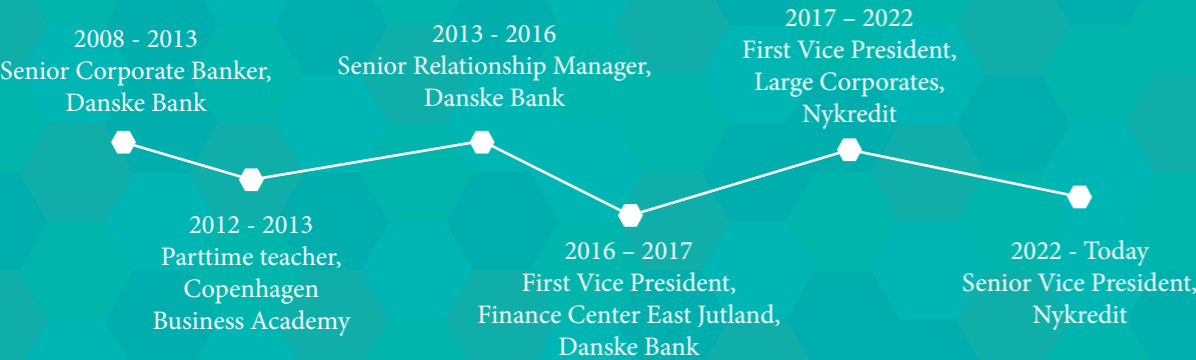 2008 - 2013
Senior Corporate Banker,
Danske Bank
2012 - 2013
Parttime teacher,
Copenhagen
Business Academy
2013 - 2016
Senior Relationship Manager,
Danske Bank
2016 – 2017
First Vice President,
Finance Center East Jutland,
Danske Bank
2017 – 2022
First Vice President,
Large Corporates,
Nykredit
2022 - Today
Senior Vice President,
Nykredit